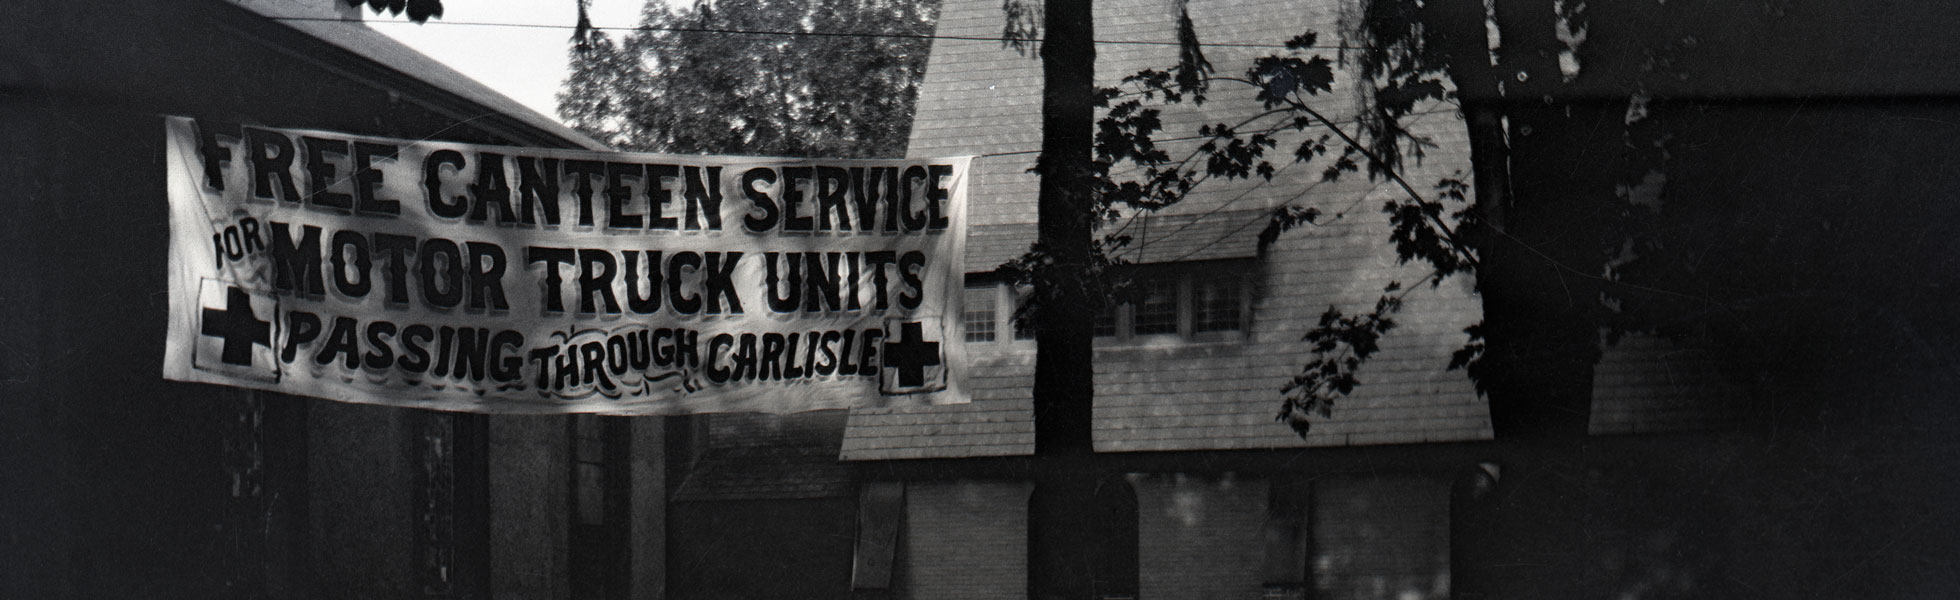 FREE CANTEEN SERVICE
FOR MOTOR TRUCK UNITS
PASSING THROUGH CARLISLE